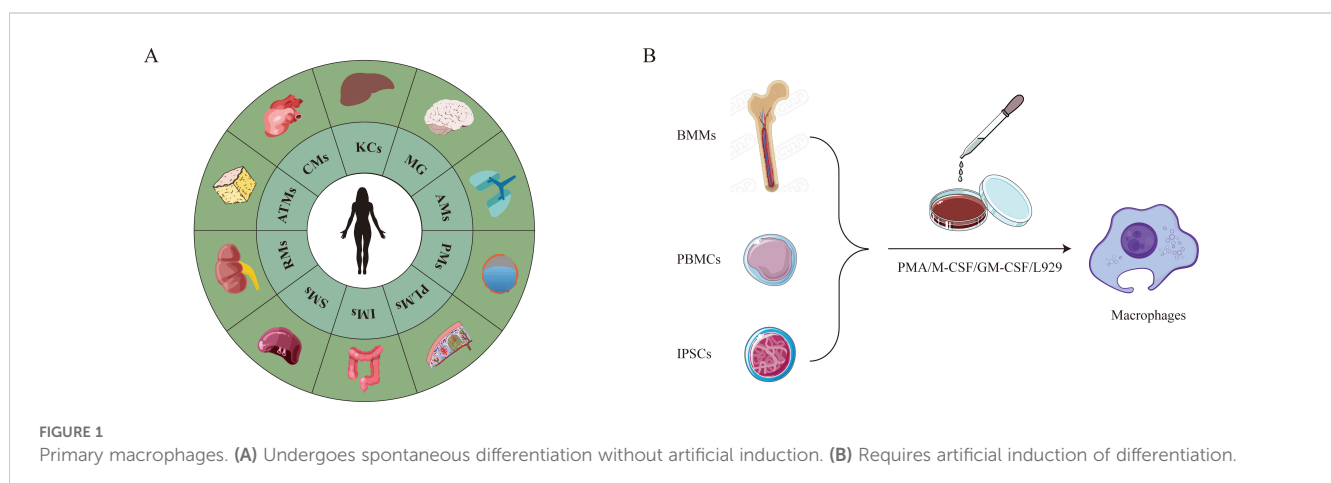 A
KCs
MG
AMs
PMs
PLMs
IMs
SMs
RMs
ATMs
CMs
B
BMMs
PBMCs
IPSCs
PMA/M-CSF/GM-CSF/L929
Macrophages
FIGURE 1
Primary macrophages. (A) Undergoes spontaneous differentiation without artificial induction. (B) Requires artificial induction of differentiation.